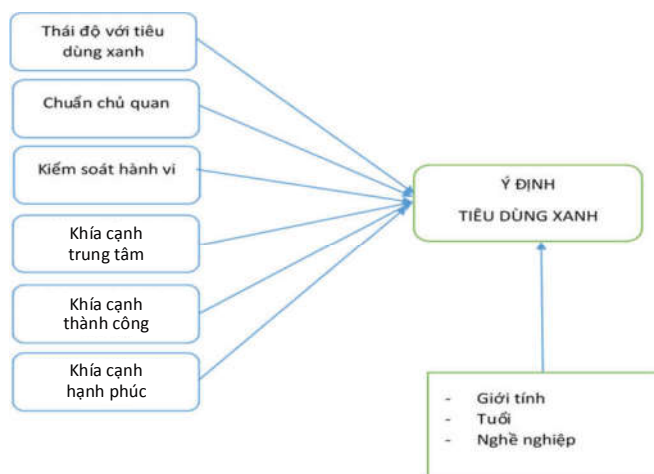 Thái độ với tiêu
dùng xanh
Chuẩn chủ quan
Kiểm soát hành vi
Khía cạnh
trung tâm
Khía cạnh
thành công
Khía cạnh
hạnh phúc
Ý ĐỊNH
TIÊU DÙNG XANH
- Giới tính
- Tuổi
- Nghề nghiệp